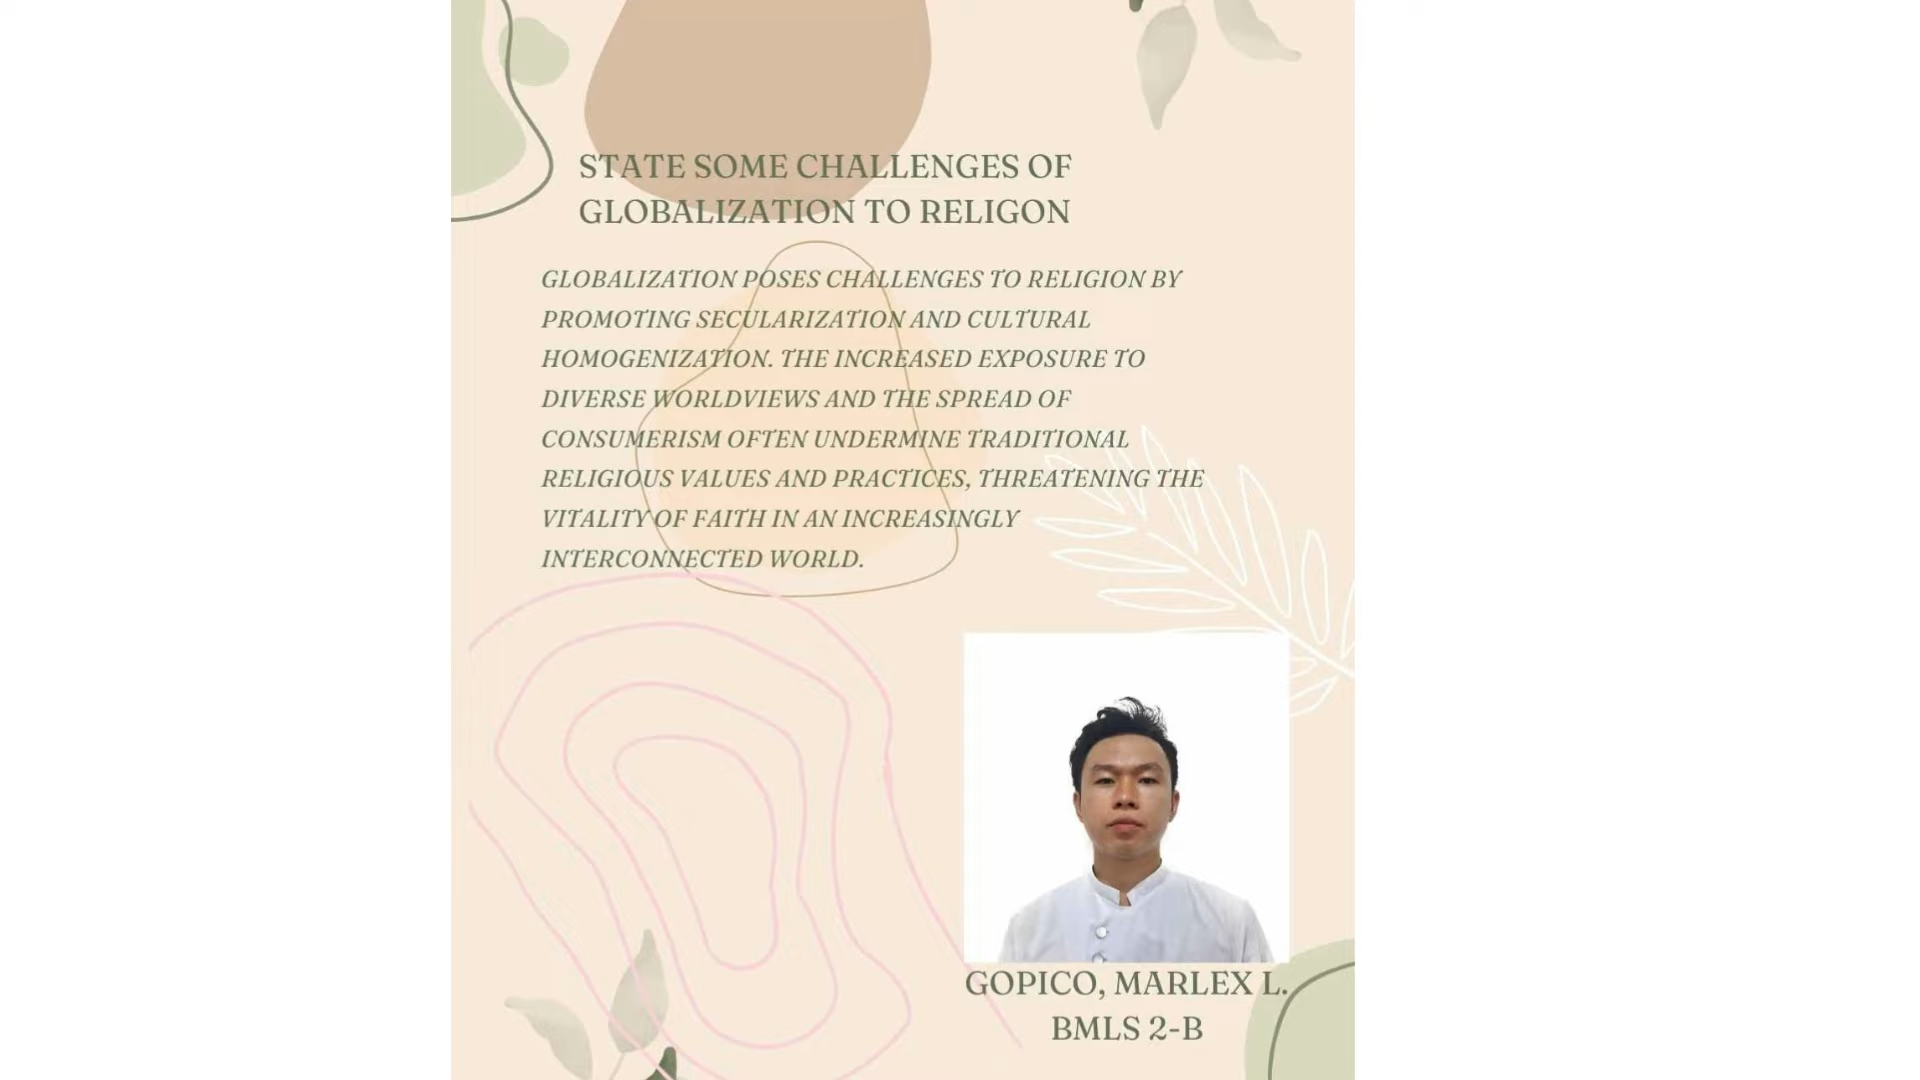 STATE SOME CHALLENGES OF
GLOBALIZATION TO RELIGON
GLOBALIZATION POSES CHALLENGES TO RELIGION BY
PROMOTING SECULARIZATION AND CULTURAL
HOMOGENIZATION. THE INCREASED EXPOSURE TO
DIVERSE WORLDVIEWS AND THE SPREAD OF
CONSUMERISM OFTEN UNDERMINE TRADITIONAL
RELIGIOUS VALUES AND PRACTICES, THREATENING THE
VITALITY OF FAITH IN AN INCREASINGLY
INTERCONNECTED WORLD.
GOPICO, MARLEX L.
BMLS 2-B